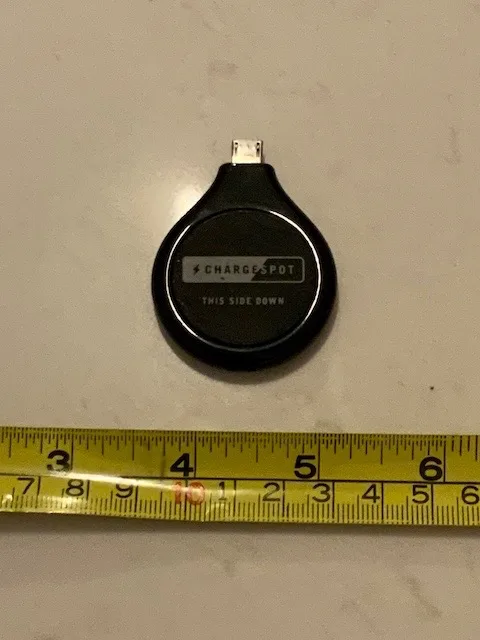 CHARGESPOT
THIS SIDE DOWN
3 4 5 6
7 8 9 10 1 2 3 4 5 6